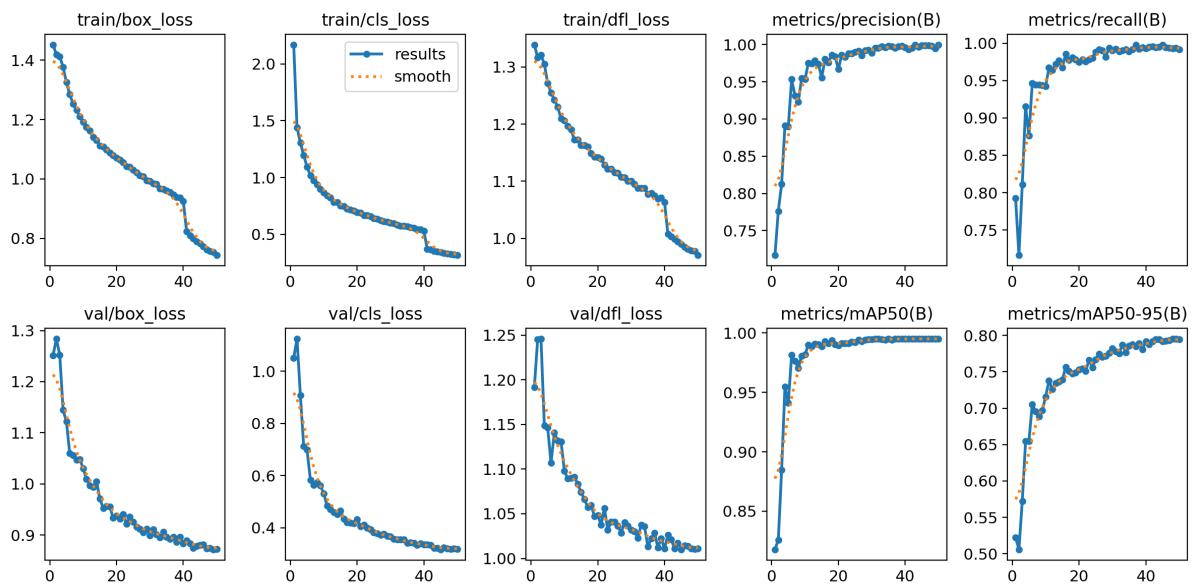 train/box_loss
train/cls_loss
train/dfl_loss
metrics/precision(B)
metrics/recall(B)
results
smooth
1.4
1.2
1.0
0.8
0 20 40
2.0
1.5
1.0
0.5
0 20 40
1.3
1.2
1.1
1.0
0 20 40
1.00
0.95
0.90
0.85
0.80
0.75
0 20 40
1.00
0.95
0.90
0.85
0.80
0.75
0 20 40
val/box_loss
val/cls_loss
val/dfl_loss
metrics/mAP50(B)
metrics/mAP50-95(B)
1.3
1.2
1.1
1.0
0.9
0 20 40
1.0
0.8
0.6
0.4
0 20 40
1.25
1.20
1.15
1.10
1.05
1.00
0 20 40
1.00
0.95
0.90
0.85
0 20 40
0.80
0.75
0.70
0.65
0.60
0.55
0.50
0 20 40